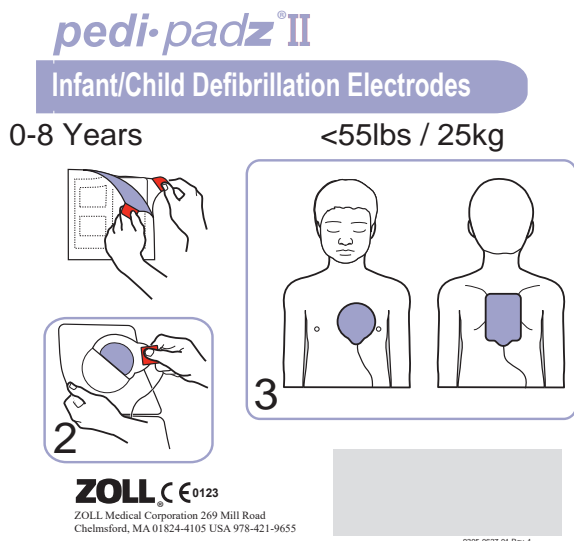 pedi•padz®II
Infant/Child Defibrillation Electrodes
0-8 Years <55lbs / 25kg
3
2
ZOLL® CE 0123
ZOLL Medical Corporation 269 Mill Road
Chelmsford, MA 01824-4105 USA 978-421-9655